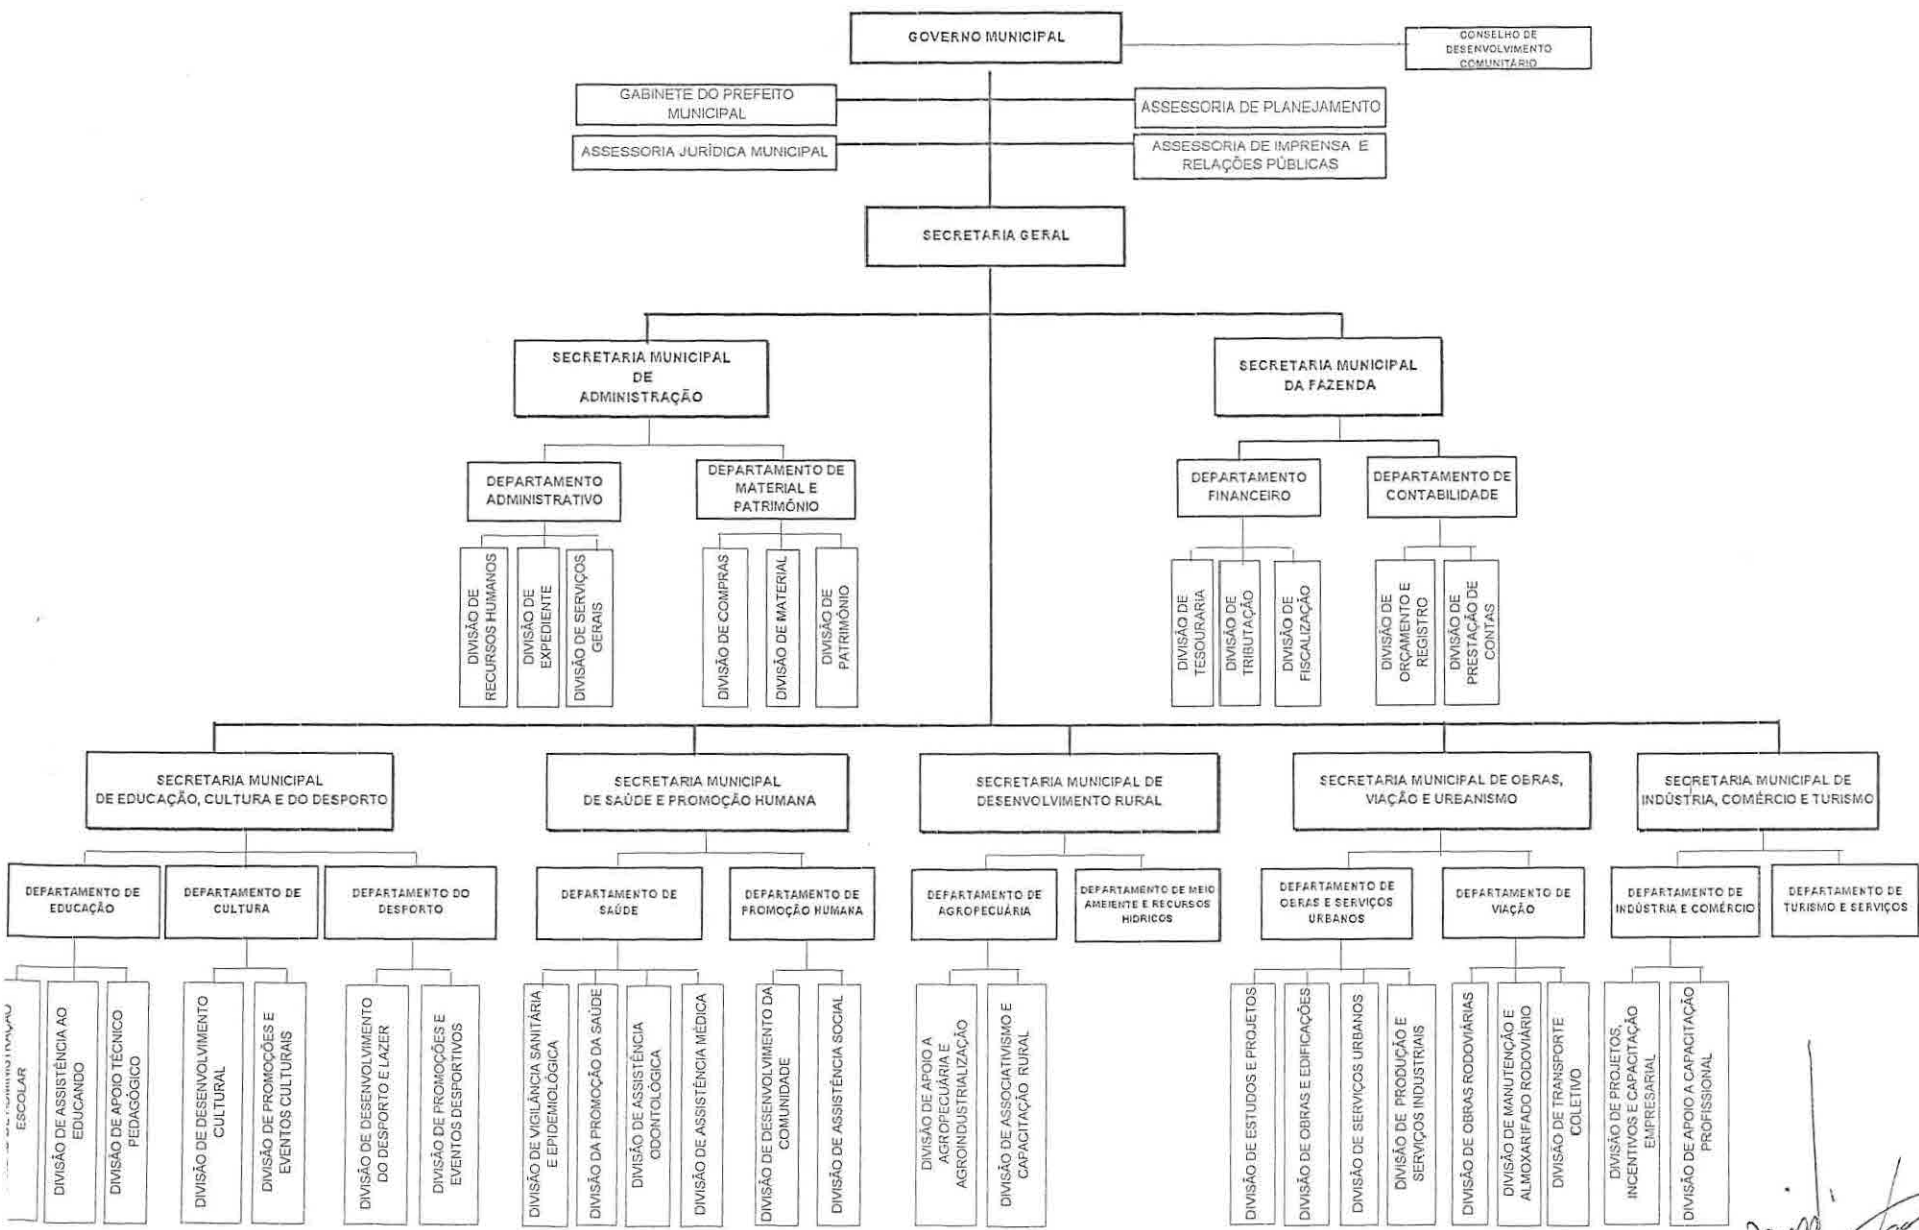 GOVERNO MUNICIPAL
CONSELHO DE
DESENVOLVIMENTO
COMUNITÁRIO
GABINETE DO PREFEITO
MUNICIPAL
ASSESSORIA DE PLANEJAMENTO
ASSESSORIA JURÍDICA MUNICIPAL
ASSESSORIA DE IMPRENSA E
RELAÇÕES PÚBLICAS
SECRETARIA GERAL
SECRETARIA MUNICIPAL
DE
ADMINISTRAÇÃO
SECRETARIA MUNICIPAL
DA FAZENDA
DEPARTAMENTO
ADMINISTRATIVO
DEPARTAMENTO DE
MATERIAL E
PATRIMÔNIO
DEPARTAMENTO
FINANCEIRO
DEPARTAMENTO DE
CONTABILIDADE
DIVISÃO DE
RECURSOS HUMANOS
DIVISÃO DE
EXPEDIENTE
DIVISÃO DE SERVIÇOS
GERAIS
DIVISÃO DE COMPRAS
DIVISÃO DE MATERIAL
DIVISÃO DE
PATRIMÔNIO
DIVISÃO DE
TESOURARIA
DIVISÃO DE
TRIBUTAÇÃO
DIVISÃO DE
FISCALIZAÇÃO
DIVISÃO DE
ORÇAMENTO E
REGISTRO
DIVISÃO DE
PRESTAÇÃO DE
CONTAS
SECRETARIA MUNICIPAL
DE EDUCAÇÃO, CULTURA E DO DESPORTO
SECRETARIA MUNICIPAL
DE SAÚDE E PROMOÇÃO HUMANA
SECRETARIA MUNICIPAL DE
DESENVOLVIMENTO RURAL
SECRETARIA MUNICIPAL DE OBRAS,
VIAÇÃO E URBANISMO
SECRETARIA MUNICIPAL DE
INDÚSTRIA, COMÉRCIO E TURISMO
DEPARTAMENTO DE
EDUCAÇÃO
DEPARTAMENTO DE
CULTURA
DEPARTAMENTO DO
DESPORTO
DEPARTAMENTO DE
SAÚDE
DEPARTAMENTO DE
PROMOÇÃO HUMANA
DEPARTAMENTO DE
AGROPECUÁRIA
DEPARTAMENTO DE MEIO
AMBIENTE E RECURSOS
HIDRICOS
DEPARTAMENTO DE
OBRAS E SERVIÇOS
URBANOS
DEPARTAMENTO DE
VIAÇÃO
DEPARTAMENTO DE
INDÚSTRIA E COMÉRCIO
DEPARTAMENTO DE
TURISMO E SERVIÇOS
ESCOLAR
DIVISÃO DE ASSISTÊNCIA AO
EDUCANDO
DIVISÃO DE APOIO TÉCNICO
PEDAGÓGICO
DIVISÃO DE DESENVOLVIMENTO
CULTURAL
DIVISÃO DE PROMOÇÕES E
EVENTOS CULTURAIS
DIVISÃO DE DESENVOLVIMENTO
DO DESPORTO E LAZER
DIVISÃO DE PROMOÇÕES E
EVENTOS DESPORTIVOS
DIVISÃO DE VIGILÂNCIA SANITÁRIA
E EPIDEMIOLÓGICA
DIVISÃO DA PROMOÇÃO DA SAÚDE
DIVISÃO DE ASSISTÊNCIA
ODONTOLÓGICA
DIVISÃO DE ASSISTÊNCIA MÉDICA
DIVISÃO DE DESENVOLVIMENTO DA
COMUNIDADE
DIVISÃO DE ASSISTÊNCIA SOCIAL
DIVISÃO DE APOIO A
AGROPECUÁRIA E
AGROINDUSTRIALIZAÇÃO
DIVISÃO DE ASSOCIATIVISMO E
CAPACITAÇÃO RURAL
DIVISÃO DE ESTUDOS E PROJETOS
DIVISÃO DE OBRAS E EDIFICAÇÕES
DIVISÃO DE SERVIÇOS URBANOS
DIVISÃO DE PRODUÇÃO E
SERVIÇOS INDUSTRIAIS
DIVISÃO DE OBRAS RODOVIÁRIAS
DIVISÃO DE MANUTENÇÃO E
ALMOXARIFADO RODOVIÁRIO
DIVISÃO DE TRANSPORTE
COLETIVO
DIVISÃO DE PROJETOS,
INCENTIVOS E CAPACITAÇÃO
EMPRESARIAL
DIVISÃO DE APOIO A CAPACITAÇÃO
PROFISSIONAL